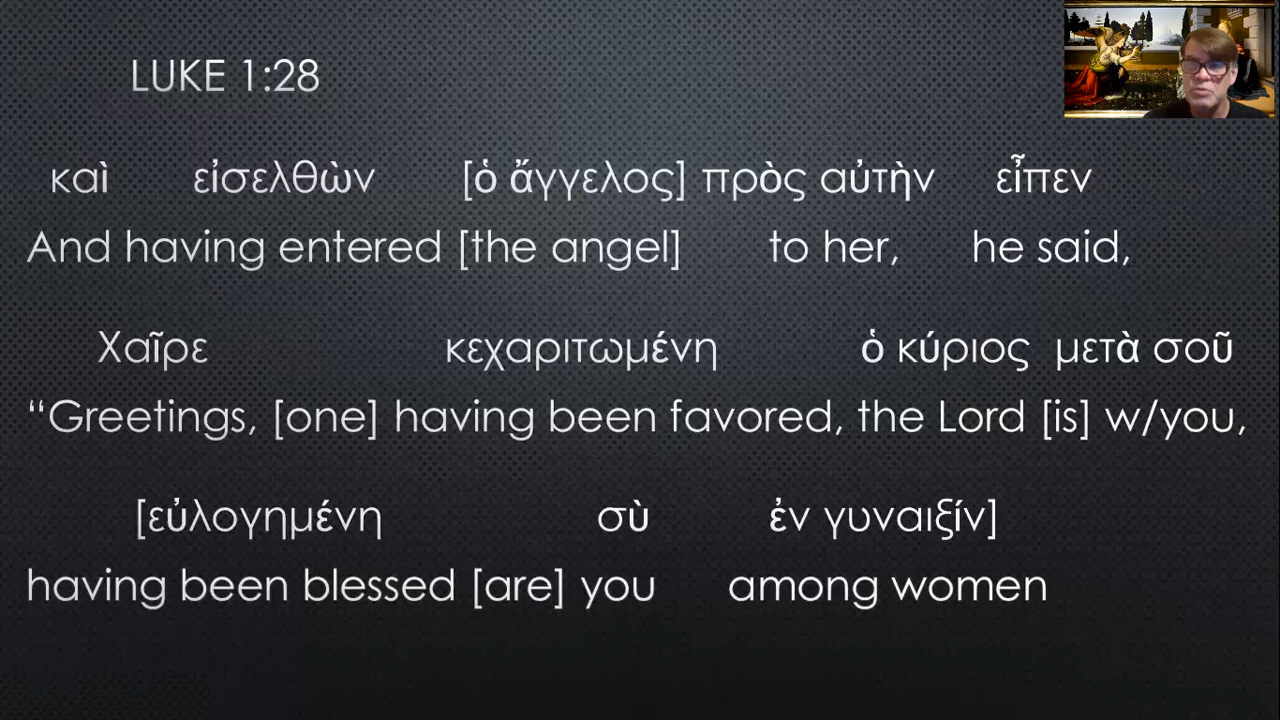 LUKE 1:28
καὶ εἰσελθὼν [ὁ ἄγγελος] πρὸς αὐτὴν εἶπεν
And having entered [the angel] to her, he said,
Χαῖρε κεχαριτωμένη ὁ κύριος μετὰ σοῦ
“Greetings, [one] having been favored, the Lord [is] w/you,
[εὐλογημένη σὺ ἐν γυναιξίν]
having been blessed [are] you among women